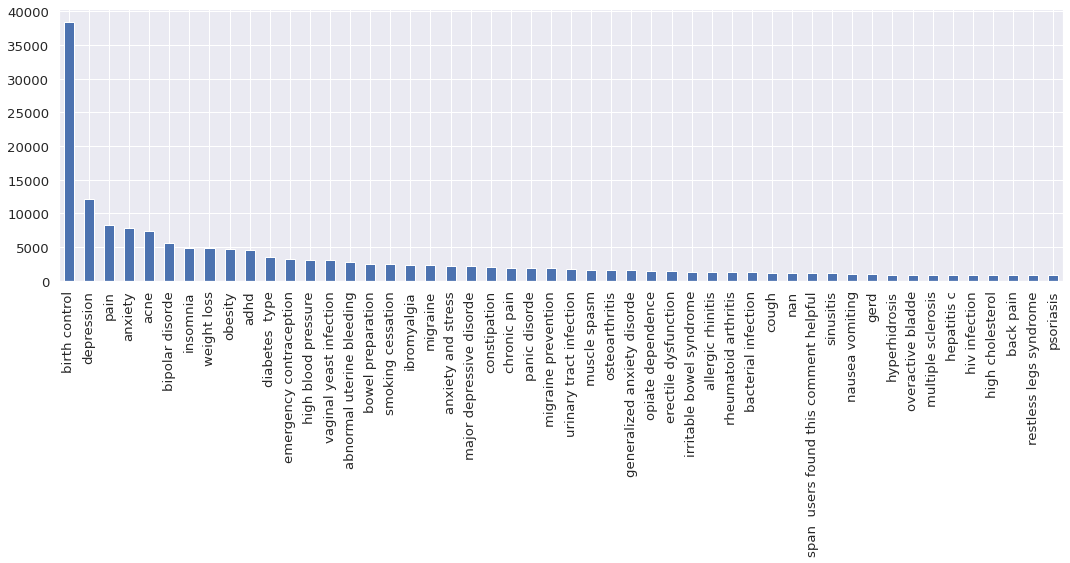 40000
35000
30000
25000
20000
15000
10000
5000
0
birth control
depression
pain
anxiety
acne
bipolar disorde
insomnia
weight loss
obesity
adhd
diabetes  type
emergency contraception
high blood pressure
vaginal yeast infection
abnormal uterine bleeding
bowel preparation
smoking cessation
ibromyalgia
migraine
anxiety and stress
major depressive disorde
constipation
chronic pain
panic disorde
migraine prevention
urinary tract infection
muscle spasm
osteoarthritis
generalized anxiety disorde
opiate dependence
erectile dysfunction
irritable bowel syndrome
allergic rhinitis
rheumatoid arthritis
bacterial infection
cough
nan
span  users found this comment helpful
sinusitis
nausea vomiting
gerd
hyperhidrosis
overactive bladde
multiple sclerosis
hepatitis c
hiv infection
high cholesterol
back pain
restless legs syndrome
psoriasis